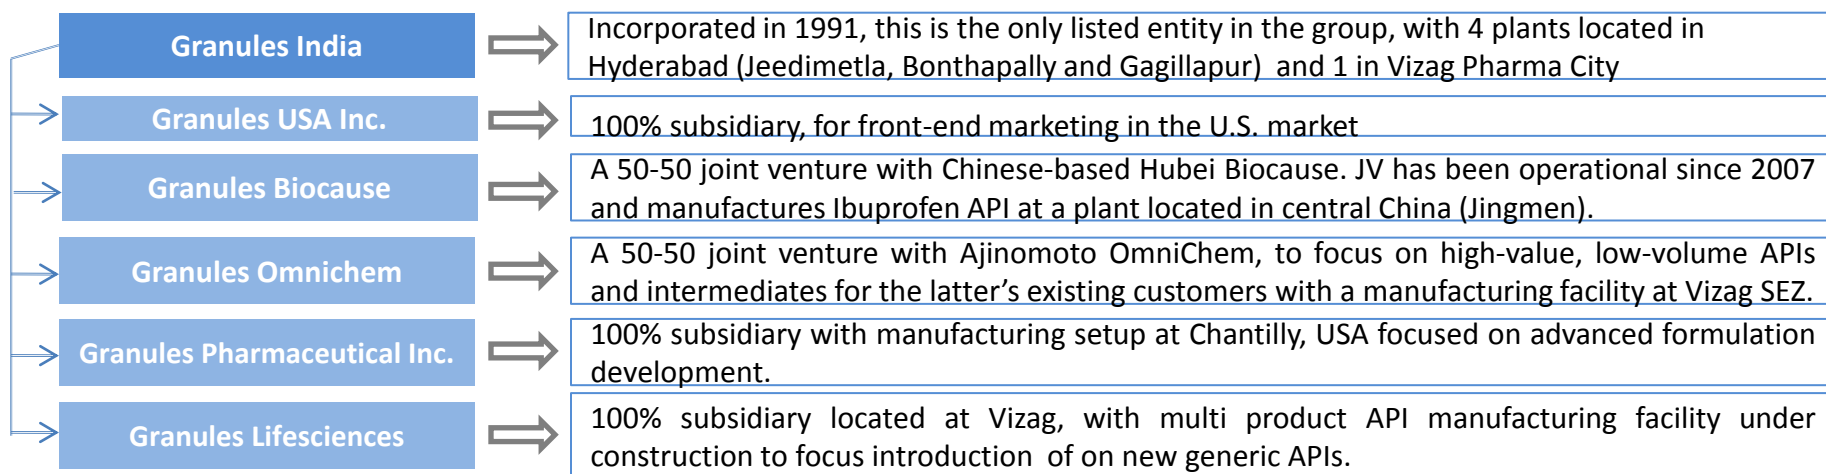 Granules India
Incorporated in 1991, this is the only listed entity in the group, with 4 plants located in
Hyderabad (Jeedimetla, Bonthapally and Gagillapur) and 1 in Vizag Pharma City
Granules USA Inc.
100% subsidiary, for front-end marketing in the U.S. market
Granules Biocause
A 50-50 joint venture with Chinese-based Hubei Biocause. JV has been operational since 2007
and manufactures Ibuprofen API at a plant located in central China (Jingmen).
Granules Omnichem
A 50-50 joint venture with Ajinomoto OmniChem, to focus on high-value, low-volume APIs
and intermediates for the latter’s existing customers with a manufacturing facility at Vizag SEZ.
Granules Pharmaceutical Inc.
100% subsidiary with manufacturing setup at Chantilly, USA focused on advanced formulation
development.
Granules Lifesciences
100% subsidiary located at Vizag, with multi product API manufacturing facility under
construction to focus introduction of on new generic APIs.